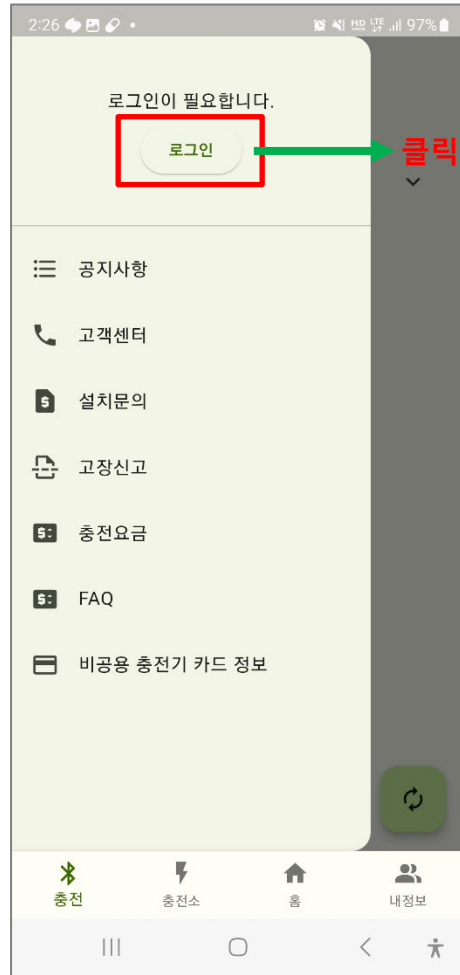 2:26
HD LTE 97%
로그인이 필요합니다.
로그인
클릭
공지사항
고객센터
설치문의
고장신고
충전요금
FAQ
비공용 충전기 카드 정보
충전 충전소 홈 내정보